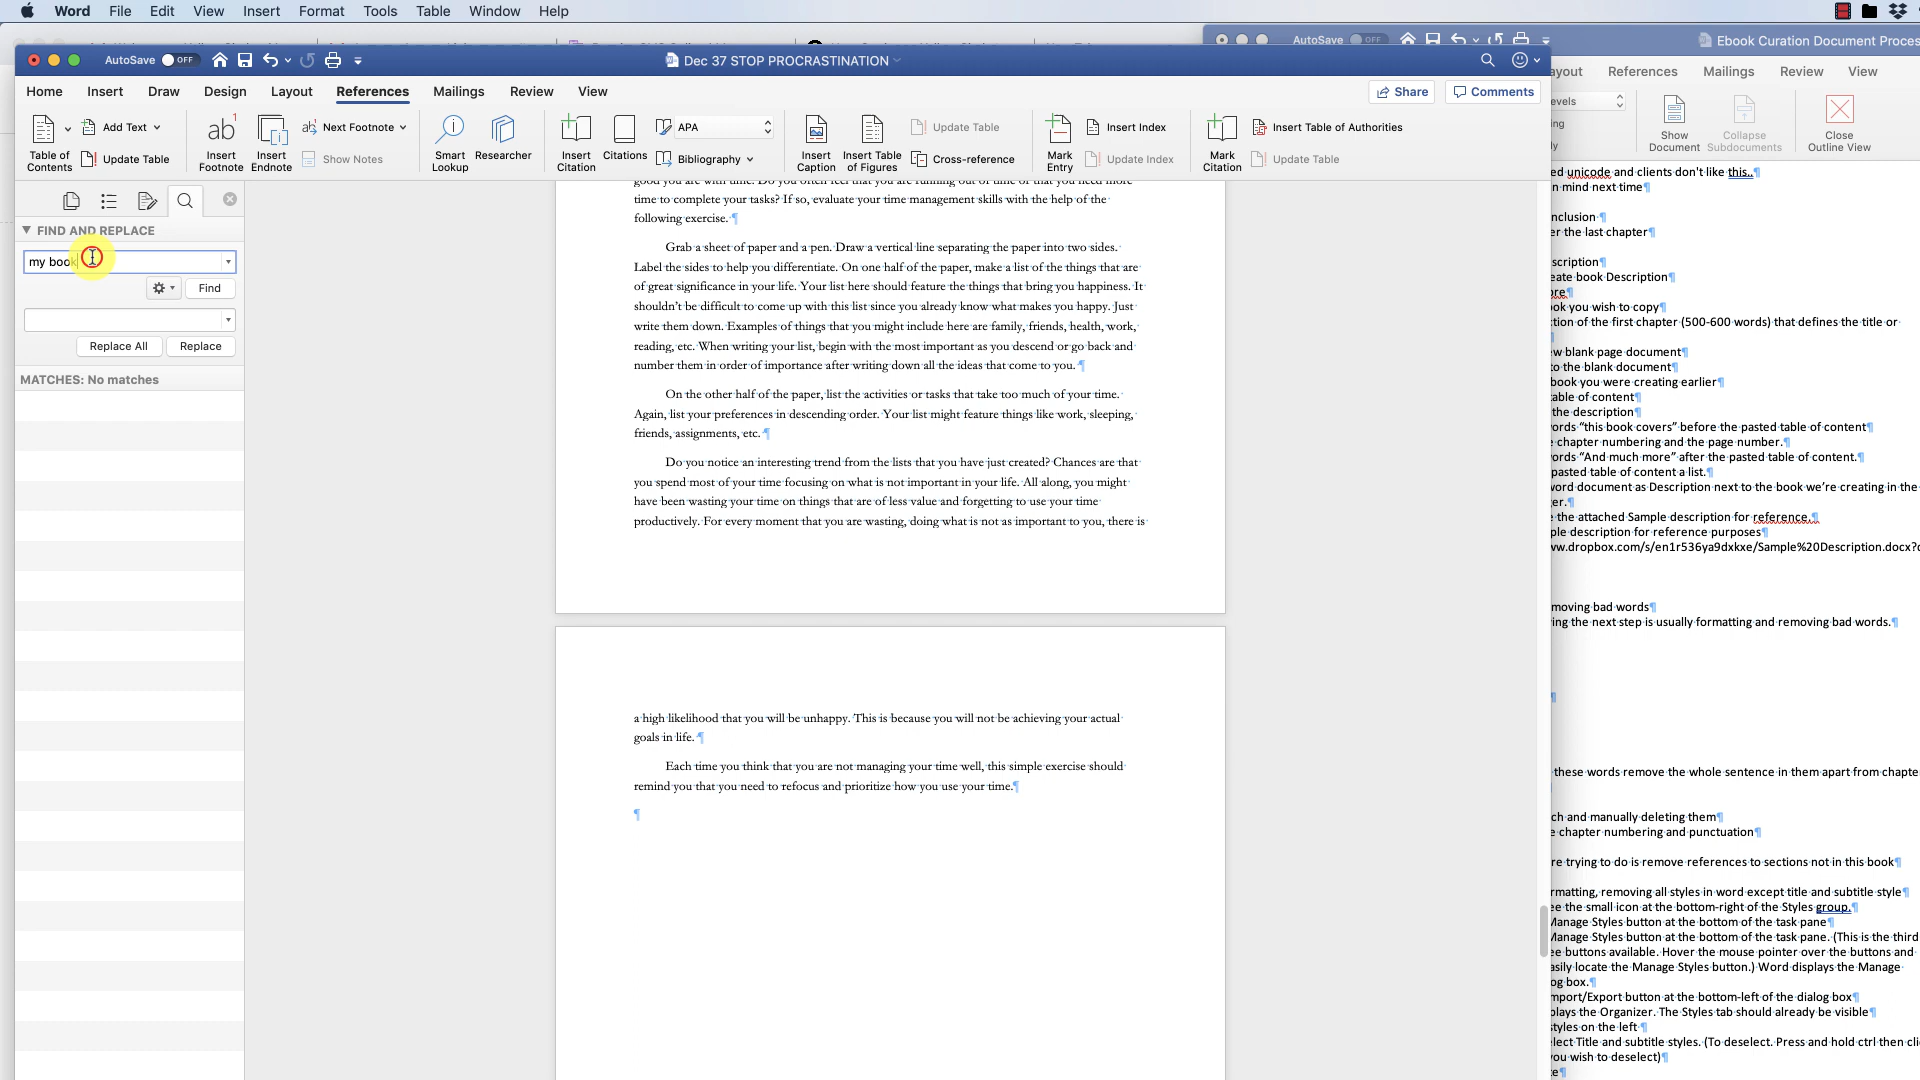 Word File Edit View Insert Format Tools Table Window Help
AutoSave OFF
Dec 37 STOP PROCRASTINATION
AutoSave OFF
Ebook Curation Document Proces
Home Insert Draw Design Layout References Mailings Review View
Share Comments
ayout References Mailings Review View
Table of Contents
Add Text
Update Table
Insert Footnote
Insert Endnote
Next Footnote
Show Notes
Smart Lookup
Researcher
Insert Citation
Citations
APA
Bibliography
Insert Caption
Insert Table of Figures
Update Table
Cross-reference
Mark Entry
Insert Index
Update Index
Mark Citation
Insert Table of Authorities
Update Table
evels
ing
ly
Show Document
Collapse Subdocuments
Close Outline View
FIND AND REPLACE
my book
Find
Replace All Replace
MATCHES: No matches
good you are with time. Do you often feel that you are running out of time or that you need more
time to complete your tasks? If so, evaluate your time management skills with the help of the
following exercise. ¶
Grab a sheet of paper and a pen. Draw a vertical line separating the paper into two sides.
Label the sides to help you differentiate. On one half of the paper, make a list of the things that are
of great significance in your life. Your list here should feature the things that bring you happiness. It
shouldn't be difficult to come up with this list since you already know what makes you happy. Just
write them down. Examples of things that you might include here are family, friends, health, work,
reading, etc. When writing your list, begin with the most important as you descend or go back and
number them in order of importance after writing down all the ideas that come to you. ¶
On the other half of the paper, list the activities or tasks that take too much of your time.
Again, list your preferences in descending order. Your list might feature things like work, sleeping,
friends, assignments, etc. ¶
Do you notice an interesting trend from the lists that you have just created? Chances are that
you spend most of your time focusing on what is not important in your life. All along, you might
have been wasting your time on things that are of less value and forgetting to use your time
productively. For every moment that you are wasting, doing what is not as important to you, there is
a high likelihood that you will be unhappy. This is because you will not be achieving your actual
goals in life. ¶
Each time you think that you are not managing your time well, this simple exercise should
remind you that you need to refocus and prioritize how you use your time.¶
¶
ed unicode and clients don't like this..¶
n mind next time¶
nclusion ¶
er the last chapter¶
scription¶
eate book Description¶
ore¶
ook you wish to copy¶
tion of the first chapter (500-600 words) that defines the title or
ew blank page document¶
to the blank document¶
book you were creating earlier¶
able of content¶
the description¶
words "this book covers" before the pasted table of content¶
e chapter numbering and the page number.¶
ords "And much more" after the pasted table of content.¶
pasted table of content a list.¶
word document as Description next to the book we're creating in the
er.¶
e the attached Sample description for reference.¶
ple description for reference purposes¶
ww.dropbox.com/s/en1r536ya9dxkxe/Sample%20Description.docx?
moving bad words¶
ing the next step is usually formatting and removing bad words.¶
¶
these words remove the whole sentence in them apart from chapte
ch and manually deleting them¶
e chapter numbering and punctuation¶
re trying to do is remove references to sections not in this book¶
rmatting, removing all styles in word except title and subtitle style¶
ee the small icon at the bottom-right of the Styles group.¶
Manage Styles button at the bottom of the task pane¶
Manage Styles button at the bottom of the task pane. (This is the third
ee buttons available. Hover the mouse pointer over the buttons and
asily locate the Manage Styles button.) Word displays the Manage
og box.¶
mport/Export button at the bottom-left of the dialog box¶
plays the Organizer. The Styles tab should already be visible¶
styles on the left ¶
lect Title and subtitle styles. (To deselect. Press and hold ctrl then cli
you wish to deselect)¶
te¶